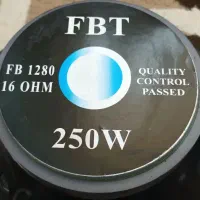 FBT
FB 1280
16 OHM
QUALITY
CONTROL
PASSED
250W